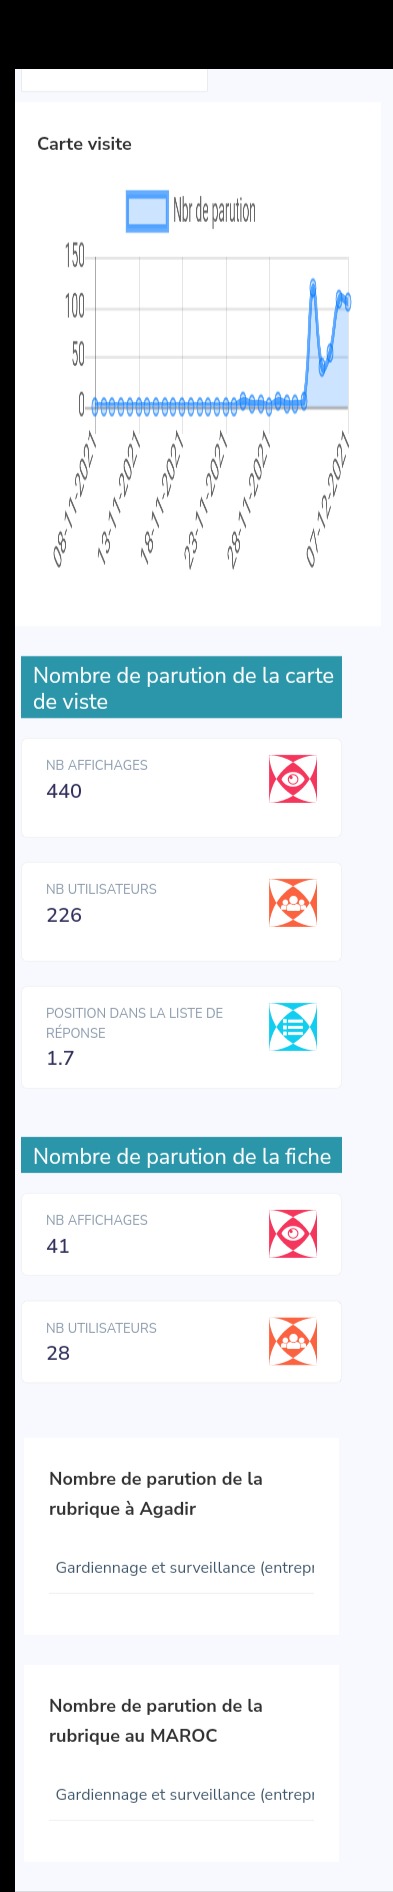 Carte visite
Nbr de parution
150
100
50
0
08-11-2021
13-11-2021
18-11-2021
23-11-2021
28-11-2021
07-12-2021
Nombre de parution de la carte
de viste
NB AFFICHAGES
440
NB UTILISATEURS
226
POSITION DANS LA LISTE DE
RÉPONSE
1.7
Nombre de parution de la fiche
NB AFFICHAGES
41
NB UTILISATEURS
28
Nombre de parution de la
rubrique à Agadir
Gardiennage et surveillance (entrepr
Nombre de parution de la
rubrique au MAROC
Gardiennage et surveillance (entrepr